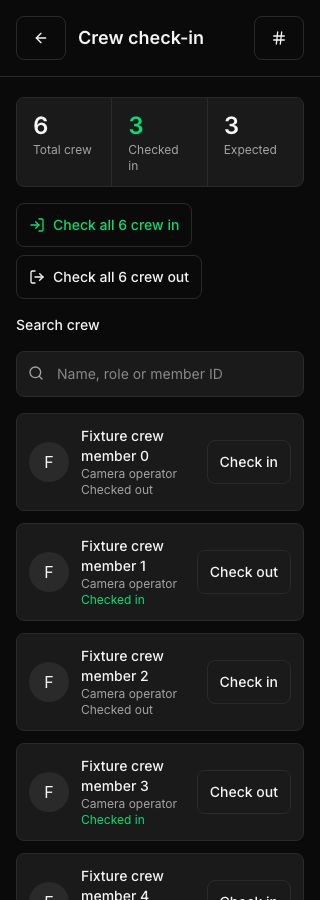 Crew check-in
6
Total crew
3
Checked
in
3
Expected
Check all 6 crew in
Check all 6 crew out
Search crew
Name, role or member ID
F
Fixture crew
member 0
Camera operator
Checked out
Check in
F
Fixture crew
member 1
Camera operator
Checked in
Check out
F
Fixture crew
member 2
Camera operator
Checked out
Check in
F
Fixture crew
member 3
Camera operator
Checked in
Check out
F
Fixture crew
member 4
Check in